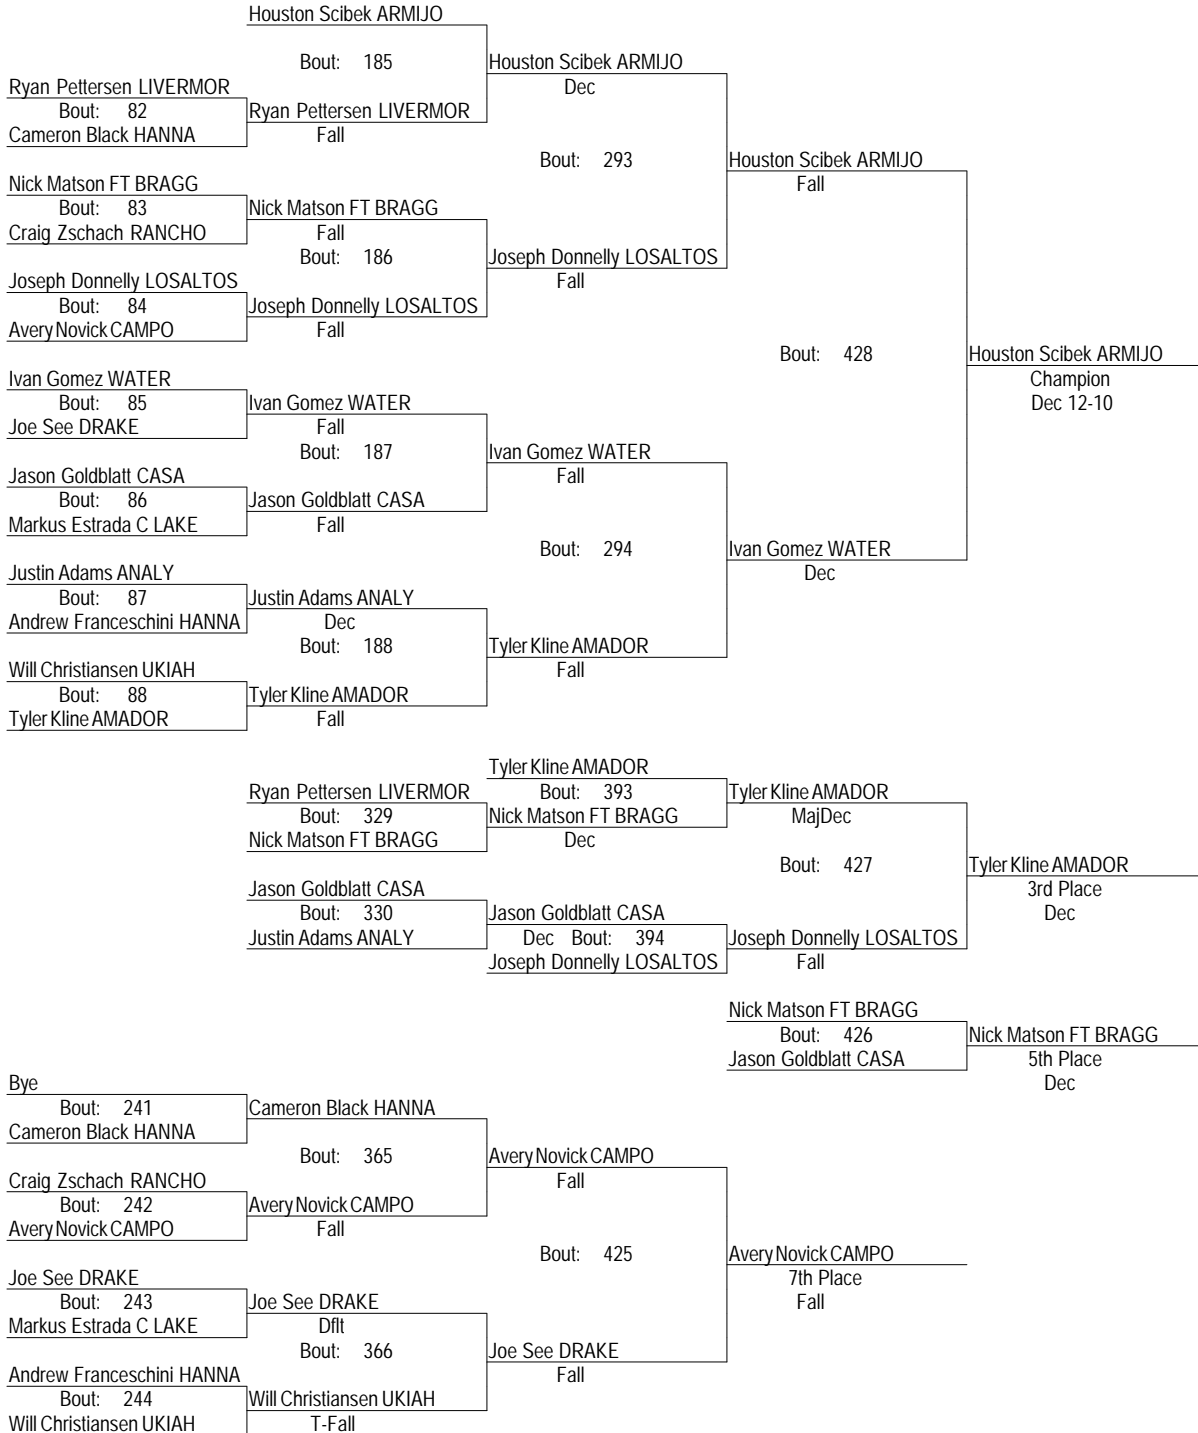 Houston Scibek ARMIJO
Bout: 185
Houston Scibek ARMIJO
Dec
Ryan Pettersen LIVERMOR
Bout: 82
Ryan Pettersen LIVERMOR
Cameron Black HANNA
Fall
Bout: 293
Houston Scibek ARMIJO
Fall
Nick Matson FT BRAGG
Bout: 83
Nick Matson FT BRAGG
Craig Zschach RANCHO
Fall
Bout: 186
Joseph Donnelly LOSALTOS
Fall
Joseph Donnelly LOSALTOS
Bout: 84
Joseph Donnelly LOSALTOS
Avery Novick CAMPO
Fall
Bout: 428
Houston Scibek ARMIJO
Champion
Dec 12-10
Ivan Gomez WATER
Bout: 85
Ivan Gomez WATER
Joe See DRAKE
Fall
Bout: 187
Ivan Gomez WATER
Fall
Jason Goldblatt CASA
Bout: 86
Jason Goldblatt CASA
Markus Estrada C LAKE
Fall
Bout: 294
Ivan Gomez WATER
Dec
Justin Adams ANALY
Bout: 87
Justin Adams ANALY
Andrew Franceschini HANNA
Dec
Bout: 188
Tyler Kline AMADOR
Fall
Will Christiansen UKIAH
Bout: 88
Tyler Kline AMADOR
Tyler Kline AMADOR
Fall
Tyler Kline AMADOR
Ryan Pettersen LIVERMOR
Bout: 393
Tyler Kline AMADOR
Bout: 329
Nick Matson FT BRAGG
MajDec
Nick Matson FT BRAGG
Dec
Bout: 427
Tyler Kline AMADOR
3rd Place
Dec
Jason Goldblatt CASA
Bout: 330
Jason Goldblatt CASA
Justin Adams ANALY
Dec Bout: 394
Joseph Donnelly LOSALTOS
Joseph Donnelly LOSALTOS
Fall
Nick Matson FT BRAGG
Bout: 426
Nick Matson FT BRAGG
Jason Goldblatt CASA
5th Place
Dec
Bye
Bout: 241
Cameron Black HANNA
Cameron Black HANNA
Bout: 365
Avery Novick CAMPO
Fall
Craig Zschach RANCHO
Bout: 242
Avery Novick CAMPO
Avery Novick CAMPO
Fall
Bout: 425
Avery Novick CAMPO
7th Place
Fall
Joe See DRAKE
Bout: 243
Joe See DRAKE
Markus Estrada C LAKE
Dflt
Bout: 366
Joe See DRAKE
Fall
Andrew Franceschini HANNA
Bout: 244
Will Christiansen UKIAH
Will Christiansen UKIAH
T-Fall